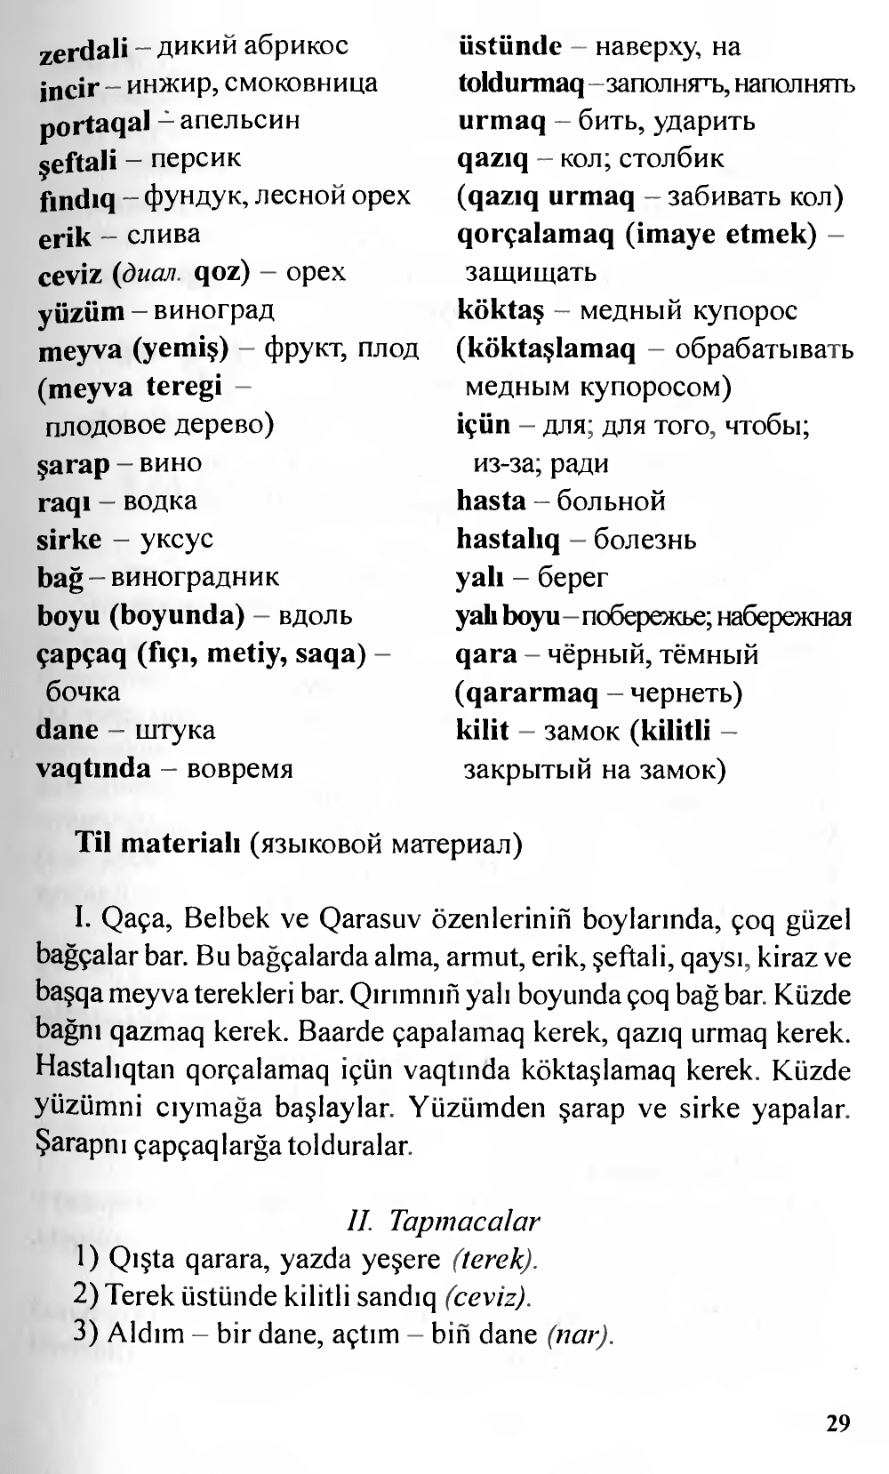 zerdali – дикий абрикос
incir – инжир, смоковница
portaqal – апельсин
şeftali – персик
fındıq – фундук, лесной орех
erik – слива
ceviz (диал. qoz) – орех
yüzüm – виноград
meyva (yemiş) – фрукт, плод
(meyva teregi –
плодовое дерево)
şarap – вино
raqı – водка
sirke – уксус
bağ – виноградник
boyu (boyunda) – вдоль
çapçaq (fıçı, metiy, saqa) –
бочка
dane – штука
vaqtında – вовремя
üstünde – наверху, на
toldurmaq – заполнять, наполнять
urmaq – бить, ударить
qazıq – кол; столбик
(qazıq urmaq – забивать кол)
qorçalamaq (imaye etmek) –
защищать
köktaş – медный купорос
(köktaşlamaq – обрабатывать
медным купоросом)
içün – для; для того, чтобы;
из-за; ради
hasta – больной
hastalıq – болезнь
yalı – берег
yalı boyu – побережье; набережная
qara – чёрный, тёмный
(qararmaq – чернеть)
kilit – замок (kilitli –
закрытый на замок)
Til materialı (языковой материал)
I. Qaça, Belbek ve Qarasuv özenleriniñ boylarında, çoq güzel
bağçalar bar. Bu bağçalarda alma, armut, erik, şeftali, qaysı, kiraz ve
başqa meyva terekleri bar. Qırımnıñ yalı boyunda çoq bağ bar. Küzde
bağnı qazmaq kerek. Baarde çapalamaq kerek, qazıq urmaq kerek.
Hastalıqtan qorçalamaq içün vaqtında köktaşlamaq kerek. Küzde
yüzümni cıymağa başlaylar. Yüzümden şarap ve sirke yapalar.
Şarapnı çapçaqlarğa tolduralar.
II. Tapmacalar
1) Qışta qarara, yazda yeşere (terek).
2) Terek üstünde kilitli sandıq (ceviz).
3) Aldım – bir dane, açtım – biñ dane (nar).
29